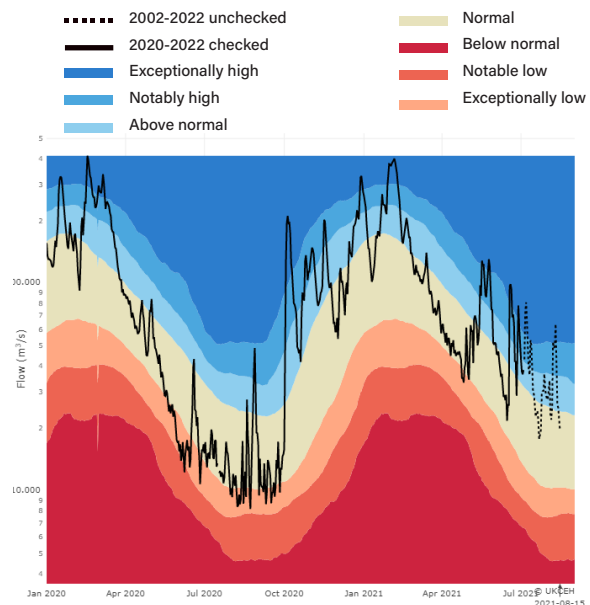 2002-2022 unchecked
2020-2022 checked
Exceptionally high
Notably high
Above normal
Normal
Below normal
Notable low
Exceptionally low
5
4
3
2
10.000
9
8
7
6
5
4
3
2
10.000
9
8
7
6
5
4
Flow (m³/s)
Jan 2020 Apr 2020 Jul 2020 Oct 2020 Jan 2021 Apr 2021 Jul 2021
© UKCEH
2021-08-15